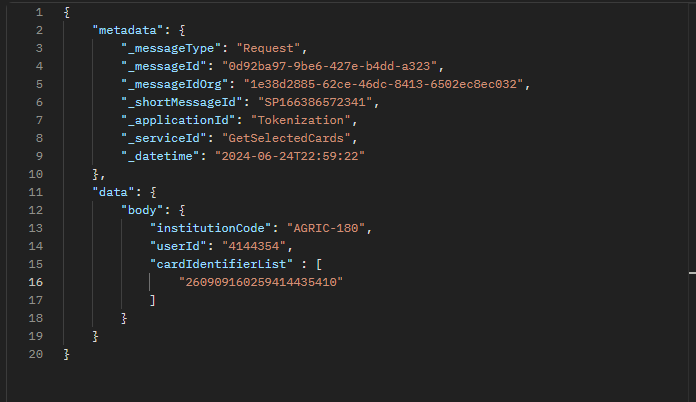 1 {
2 "metadata": {
3 "_messageType": "Request",
4 "_messageId": "0d92ba97-9be6-427e-b4dd-a323",
5 "_messageIdOrg": "1e38d2885-62ce-46dc-8413-6502ec8ec032",
6 "_shortMessageId": "SP166386572341",
7 "_applicationId": "Tokenization",
8 "_serviceId": "GetSelectedCards",
9 "_datetime": "2024-06-24T22:59:22"
10 },
11 "data": {
12 "body": {
13 "institutionCode": "AGRIC-180",
14 "userId": "4144354",
15 "cardIdentifierList" : [
16 "260909160259414435410"
17 ]
18 }
19 }
20 }